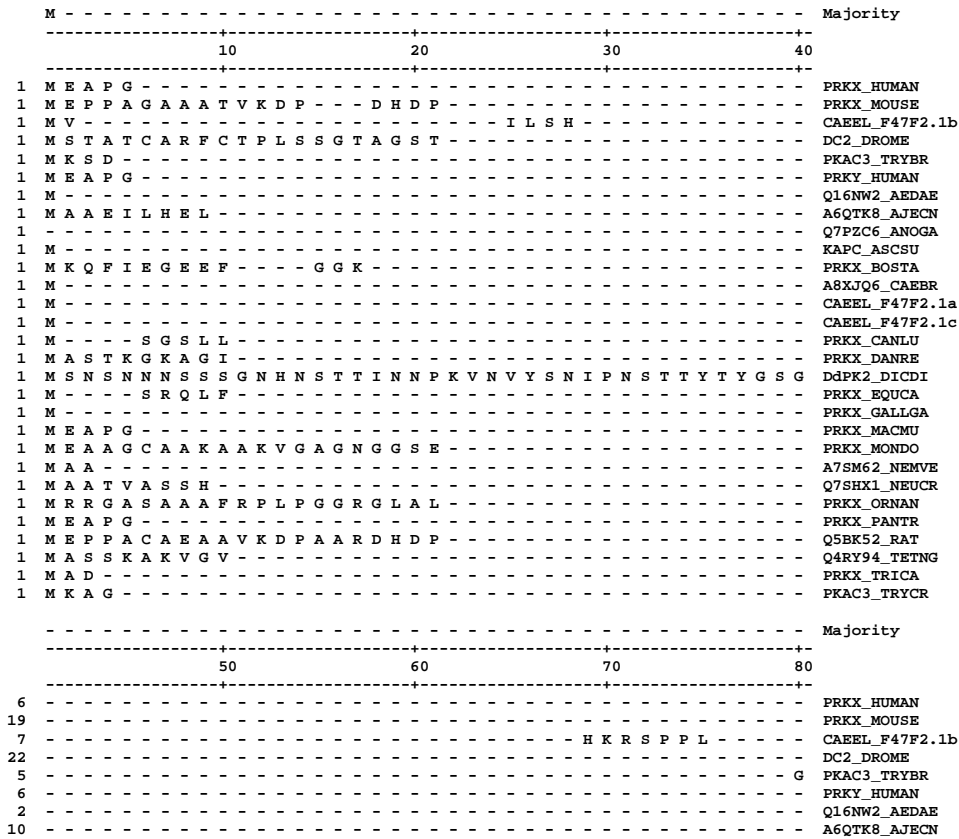 M - - - - - - - - - - - - - - - - - - - - - - - - - - - - - - - - - - - - - - - Majority
10 20 30 40
1 M E A P G - - - - - - - - - - - - - - - - - - - - - - - - - - - - - - - - - - - PRKX_HUMAN
1 M E P P A G A A A T V K D P - - - D H D P - - - - - - - - - - - - - - - - - - - PRKX_MOUSE
1 M V - - - - - - - - - - - - - - - - - - - - - - I L S H - - - - - - - - - - - - CAEEL_F47F2.1b
1 M S T A T C A R F C T P L S S G T A G S T - - - - - - - - - - - - - - - - - - - DC2_DROME
1 M K S D - - - - - - - - - - - - - - - - - - - - - - - - - - - - - - - - - - - - PKAC3_TRYBR
1 M E A P G - - - - - - - - - - - - - - - - - - - - - - - - - - - - - - - - - - - PRKY_HUMAN
1 M - - - - - - - - - - - - - - - - - - - - - - - - - - - - - - - - - - - - - - - Q16NW2_AEDAE
1 M A A E I L H E L - - - - - - - - - - - - - - - - - - - - - - - - - - - - - - - A6QTK8_AJECN
1 - - - - - - - - - - - - - - - - - - - - - - - - - - - - - - - - - - - - - - - - Q7PZC6_ANOGA
1 M - - - - - - - - - - - - - - - - - - - - - - - - - - - - - - - - - - - - - - - KAPC_ASCSU
1 M K Q F I E G E E F - - - - G G K - - - - - - - - - - - - - - - - - - - - - - - PRKX_BOSTA
1 M - - - - - - - - - - - - - - - - - - - - - - - - - - - - - - - - - - - - - - - A8XJQ6_CAEBR
1 M - - - - - - - - - - - - - - - - - - - - - - - - - - - - - - - - - - - - - - - CAEEL_F47F2.1a
1 M - - - - - - - - - - - - - - - - - - - - - - - - - - - - - - - - - - - - - - - CAEEL_F47F2.1c
1 M - - - - S G S L L - - - - - - - - - - - - - - - - - - - - - - - - - - - - - - PRKX_CANLU
1 M A S T K G K A G I - - - - - - - - - - - - - - - - - - - - - - - - - - - - - - PRKX_DANRE
1 M S N S N N N S S S G N H N S T T I N N P K V N V Y S N I P N S T T Y T Y G S G DdPK2_DICDI
1 M - - - - S R Q L F - - - - - - - - - - - - - - - - - - - - - - - - - - - - - - PRKX_EQUCA
1 M - - - - - - - - - - - - - - - - - - - - - - - - - - - - - - - - - - - - - - - PRKX_GALLGA
1 M E A P G - - - - - - - - - - - - - - - - - - - - - - - - - - - - - - - - - - - PRKX_MACMU
1 M E A A G C A A K A A K V G A G N G G S E - - - - - - - - - - - - - - - - - - - PRKX_MONDO
1 M A A - - - - - - - - - - - - - - - - - - - - - - - - - - - - - - - - - - - - - A7SM62_NEMVE
1 M A A T V A S S H - - - - - - - - - - - - - - - - - - - - - - - - - - - - - - - Q7SHX1_NEUCR
1 M R R G A S A A A F R P L P G G R G L A L - - - - - - - - - - - - - - - - - - - PRKX_ORNAN
1 M E A P G - - - - - - - - - - - - - - - - - - - - - - - - - - - - - - - - - - - PRKX_PANTR
1 M E P P A C A E A A V K D P A A R D H D P - - - - - - - - - - - - - - - - - - - Q5BK52_RAT
1 M A S S K A K V G V - - - - - - - - - - - - - - - - - - - - - - - - - - - - - - Q4RY94_TETNG
1 M A D - - - - - - - - - - - - - - - - - - - - - - - - - - - - - - - - - - - - - PRKX_TRICA
1 M K A G - - - - - - - - - - - - - - - - - - - - - - - - - - - - - - - - - - - - PKAC3_TRYCR
- - - - - - - - - - - - - - - - - - - - - - - - - - - - - - - - - - - - - - - - Majority
50 60 70 80
6 - - - - - - - - - - - - - - - - - - - - - - - - - - - - - - - - - - - - - - - - PRKX_HUMAN
19 - - - - - - - - - - - - - - - - - - - - - - - - - - - - - - - - - - - - - - - - PRKX_MOUSE
7 - - - - - - - - - - - - - - - - - - - - - - - - - - - - H K R S P P L - - - - - CAEEL_F47F2.1b
22 - - - - - - - - - - - - - - - - - - - - - - - - - - - - - - - - - - - - - - - - DC2_DROME
5 - - - - - - - - - - - - - - - - - - - - - - - - - - - - - - - - - - - - - - - G PKAC3_TRYBR
6 - - - - - - - - - - - - - - - - - - - - - - - - - - - - - - - - - - - - - - - - PRKY_HUMAN
2 - - - - - - - - - - - - - - - - - - - - - - - - - - - - - - - - - - - - - - - - Q16NW2_AEDAE
10 - - - - - - - - - - - - - - - - - - - - - - - - - - - - - - - - - - - - - - - - A6QTK8_AJECN